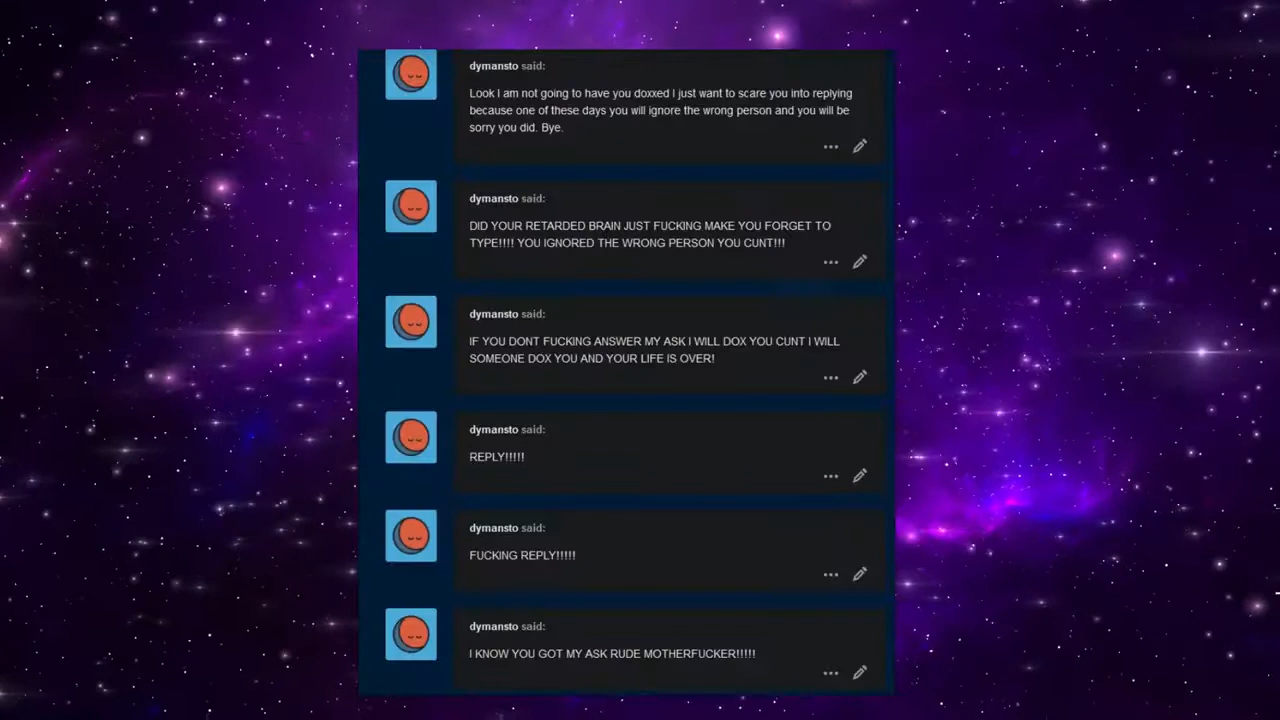 dymansto said:
Look I am not going to have you doxxed I just want to scare you into replying
because one of these days you will ignore the wrong person and you will be
sorry you did. Bye.
dymansto said:
DID YOUR RETARDED BRAIN JUST FUCKING MAKE YOU FORGET TO
TYPE!!!! YOU IGNORED THE WRONG PERSON YOU CUNT!!!
dymansto said:
IF YOU DONT FUCKING ANSWER MY ASK I WILL DOX YOU CUNT I WILL
SOMEONE DOX YOU AND YOUR LIFE IS OVER!
dymansto said:
REPLY!!!!!
dymansto said:
FUCKING REPLY!!!!!
dymansto said:
I KNOW YOU GOT MY ASK RUDE MOTHERFUCKER!!!!!